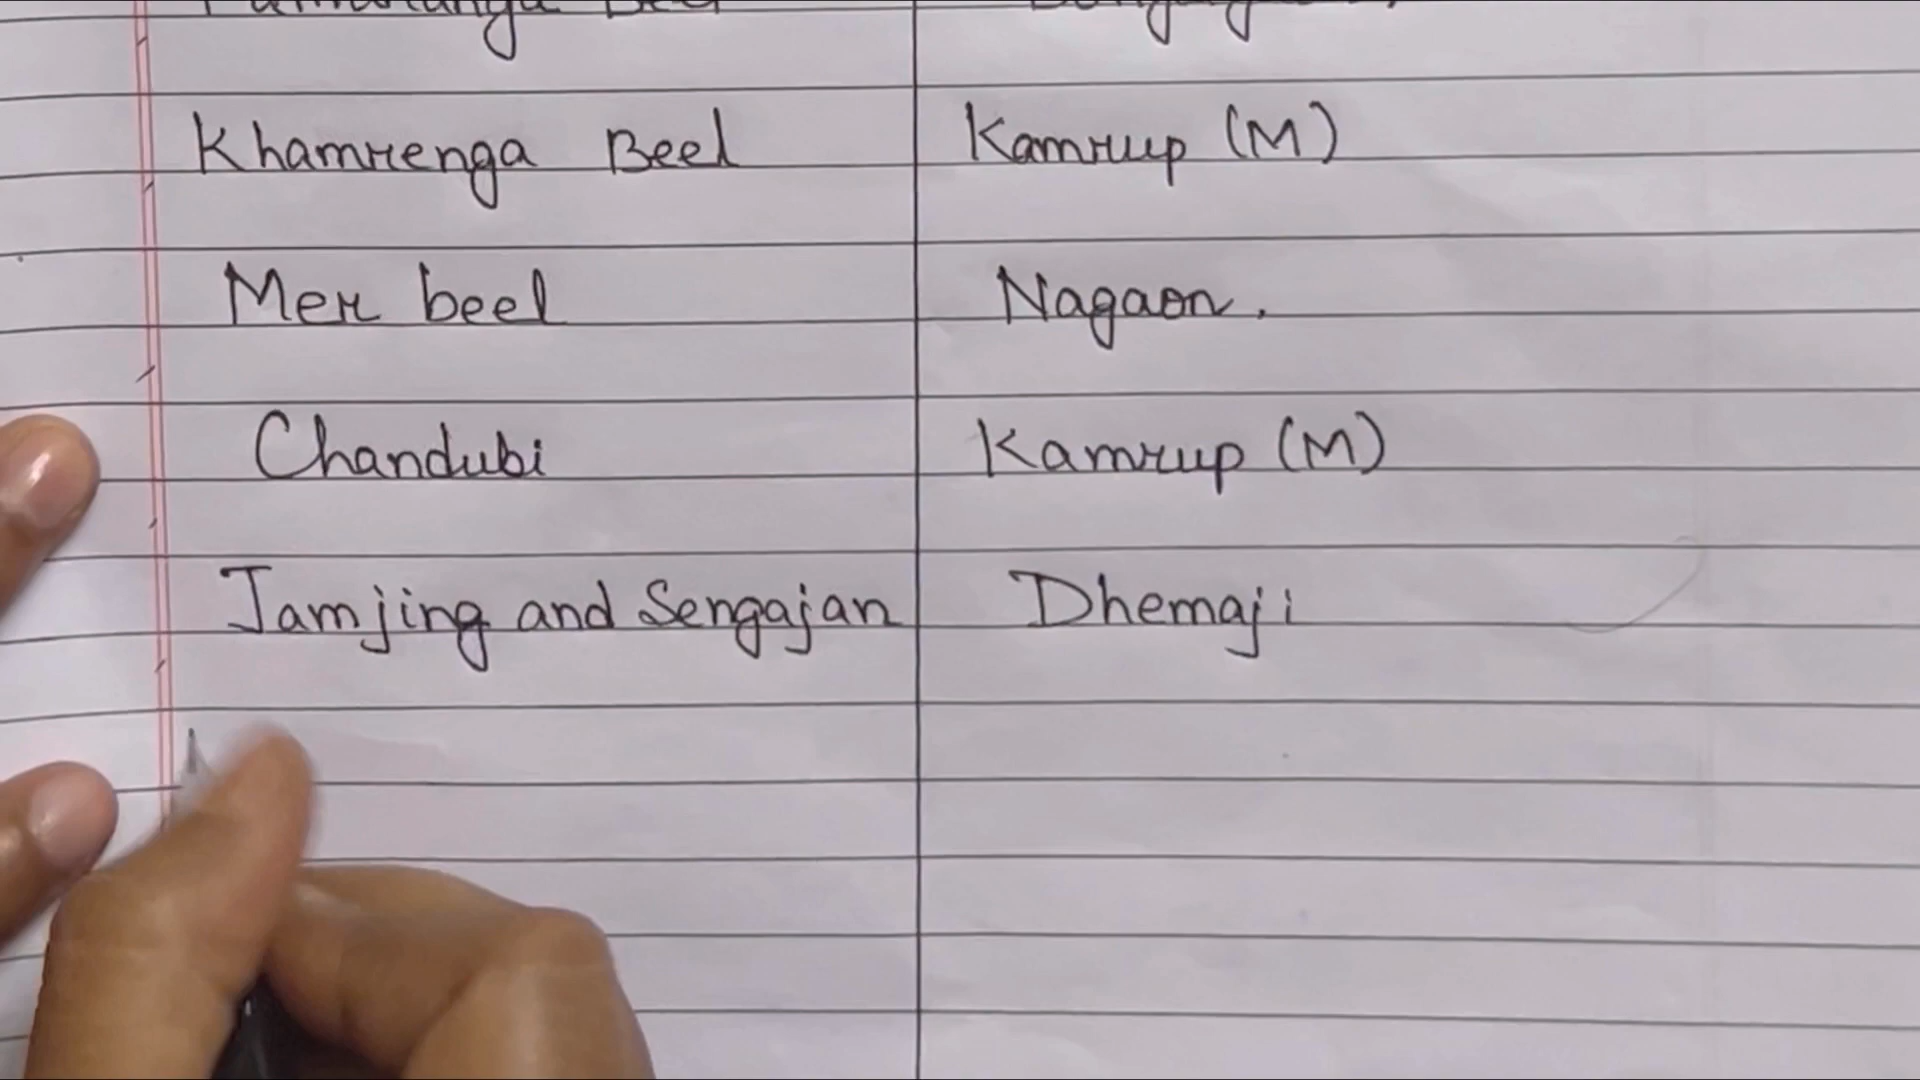 Khamrenga Beel Kamrup (M)
Mer beel Nagaon.
Chandubi Kamrup (M)
Jamjing and Sengajan Dhemaji